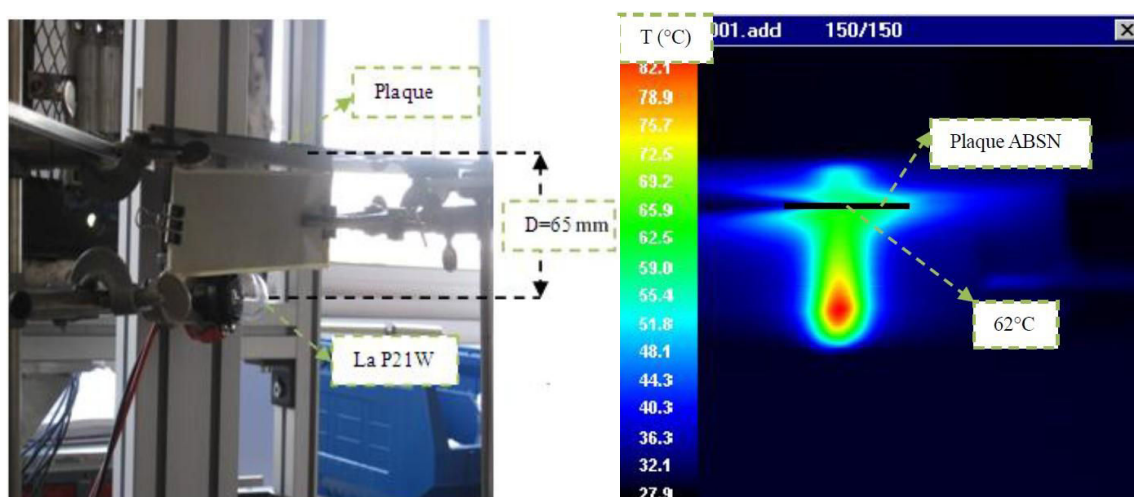 Plaque
D=65 mm
La P21W
T (°C)
001.add 150/150
82.1
78.9
75.7
72.5
69.2
65.9
62.5
59.0
55.4
51.8
48.1
44.3
40.3
36.3
32.1
27.9
Plaque ABSN
62°C